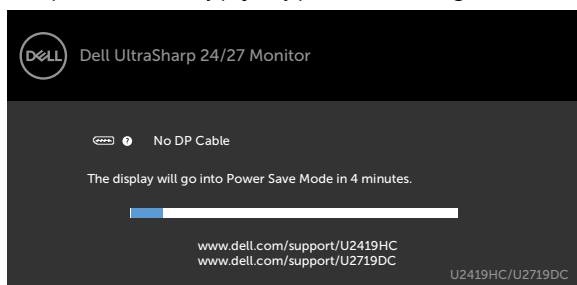 DELL Dell UltraSharp 24/27 Monitor
? No DP Cable
The display will go into Power Save Mode in 4 minutes.
www.dell.com/support/U2419HC
www.dell.com/support/U2719DC
U2419HC/U2719DC